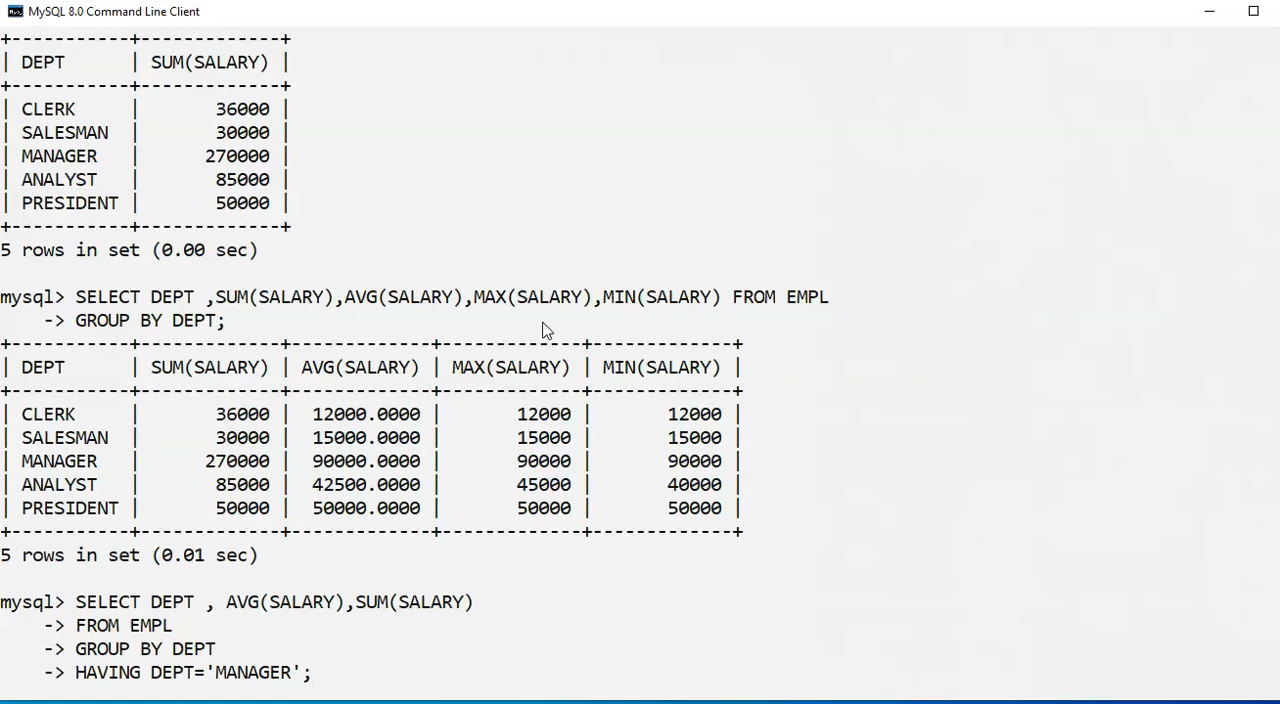 MySQL 8.0 Command Line Client
+-----------+-------------+
| DEPT      | SUM(SALARY) |
+-----------+-------------+
| CLERK     |       36000 |
| SALESMAN  |       30000 |
| MANAGER   |      270000 |
| ANALYST   |       85000 |
| PRESIDENT |       50000 |
+-----------+-------------+
5 rows in set (0.00 sec)
mysql> SELECT DEPT ,SUM(SALARY),AVG(SALARY),MAX(SALARY),MIN(SALARY) FROM EMPL
    -> GROUP BY DEPT;
+-----------+-------------+-------------+-------------+-------------+
| DEPT      | SUM(SALARY) | AVG(SALARY) | MAX(SALARY) | MIN(SALARY) |
+-----------+-------------+-------------+-------------+-------------+
| CLERK     |       36000 |  12000.0000 |       12000 |       12000 |
| SALESMAN  |       30000 |  15000.0000 |       15000 |       15000 |
| MANAGER   |      270000 |  90000.0000 |       90000 |       90000 |
| ANALYST   |       85000 |  42500.0000 |       45000 |       40000 |
| PRESIDENT |       50000 |  50000.0000 |       50000 |       50000 |
+-----------+-------------+-------------+-------------+-------------+
5 rows in set (0.01 sec)
mysql> SELECT DEPT , AVG(SALARY),SUM(SALARY)
    -> FROM EMPL
    -> GROUP BY DEPT
    -> HAVING DEPT='MANAGER';